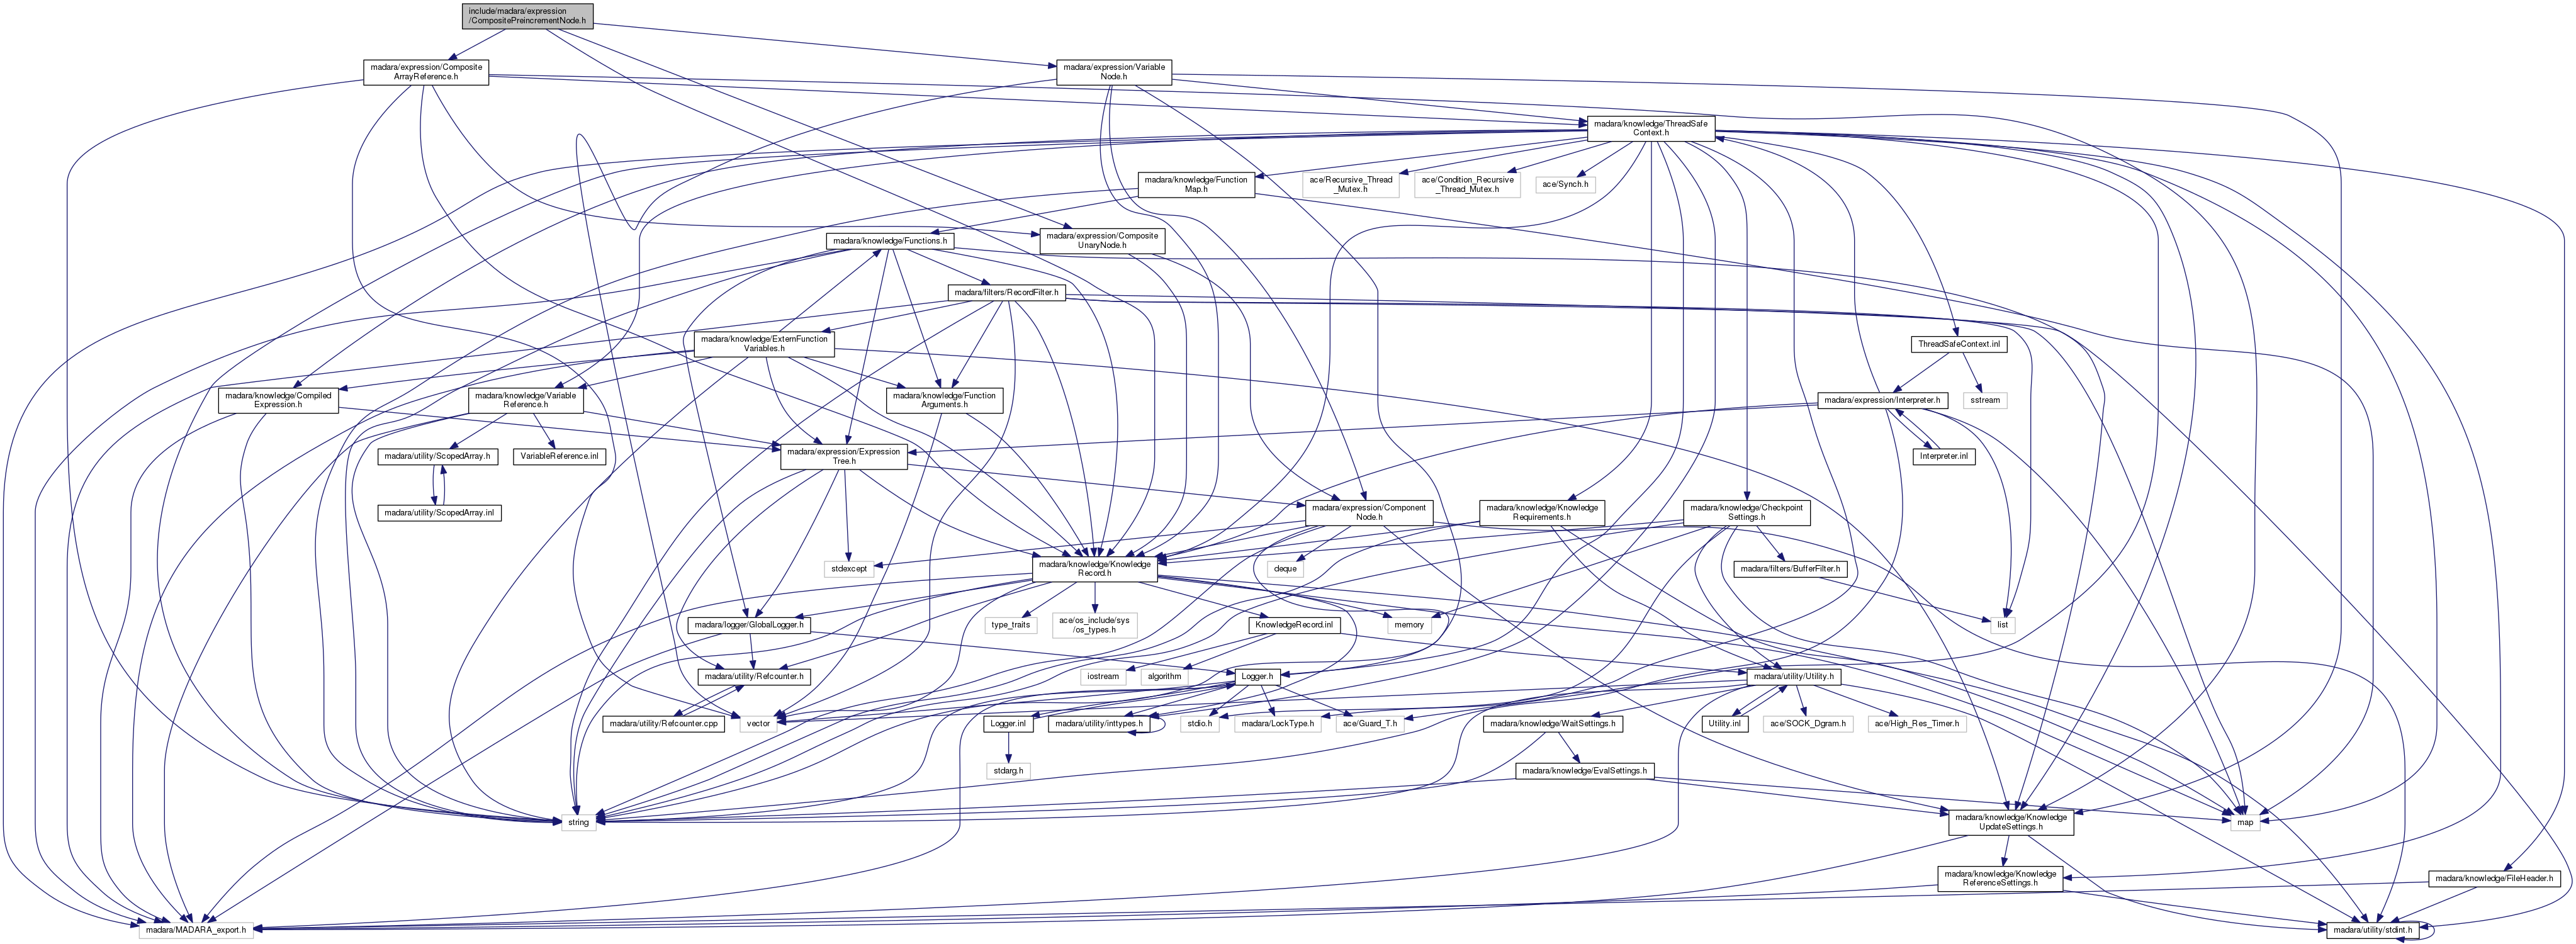 include/madara/expression
/CompositePreincrementNode.h
madara/expression/Composite
ArrayReference.h
madara/expression/Variable
Node.h
madara/knowledge/ThreadSafe
Context.h
madara/knowledge/Function
Map.h
ace/Recursive_Thread
_Mutex.h
ace/Condition_Recursive
_Thread_Mutex.h
ace/Synch.h
madara/knowledge/Functions.h
madara/expression/Composite
UnaryNode.h
madara/filters/RecordFilter.h
madara/knowledge/ExternFunction
Variables.h
ThreadSafeContext.inl
madara/knowledge/Compiled
Expression.h
madara/knowledge/Variable
Reference.h
madara/knowledge/Function
Arguments.h
madara/expression/Interpreter.h
sstream
madara/utility/ScopedArray.h
VariableReference.inl
madara/expression/Expression
Tree.h
Interpreter.inl
madara/utility/ScopedArray.inl
madara/expression/Component
Node.h
madara/knowledge/Knowledge
Requirements.h
madara/knowledge/Checkpoint
Settings.h
stdexcept
madara/knowledge/Knowledge
Record.h
deque
madara/filters/BufferFilter.h
madara/logger/GlobalLogger.h
type_traits
ace/os_include/sys
/os_types.h
KnowledgeRecord.inl
memory
list
madara/utility/Refcounter.h
iostream
algorithm
Logger.h
madara/utility/Utility.h
madara/utility/Refcounter.cpp
vector
Logger.inl
madara/utility/inttypes.h
stdio.h
madara/LockType.h
ace/Guard_T.h
madara/knowledge/WaitSettings.h
Utility.inl
ace/SOCK_Dgram.h
ace/High_Res_Timer.h
stdarg.h
madara/knowledge/EvalSettings.h
string
madara/knowledge/Knowledge
UpdateSettings.h
map
madara/knowledge/Knowledge
ReferenceSettings.h
madara/knowledge/FileHeader.h
madara/MADARA_export.h
madara/utility/stdint.h